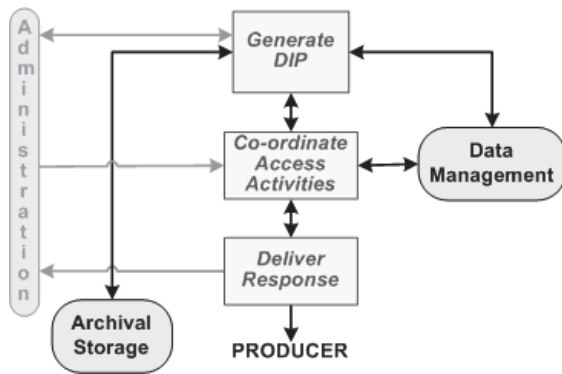 Administration
Generate
DIP
Co-ordinate
Access
Activities
Data
Management
Deliver
Response
Archival
Storage
PRODUCER